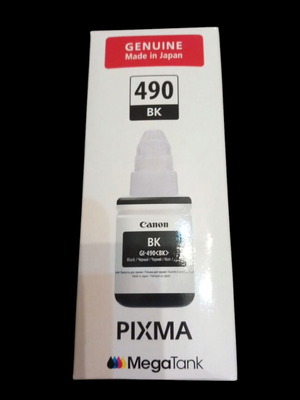 GENUINE
Made in Japan
490
BK
Canon
BK
GI-490<BK>
PIXMA
MegaTank